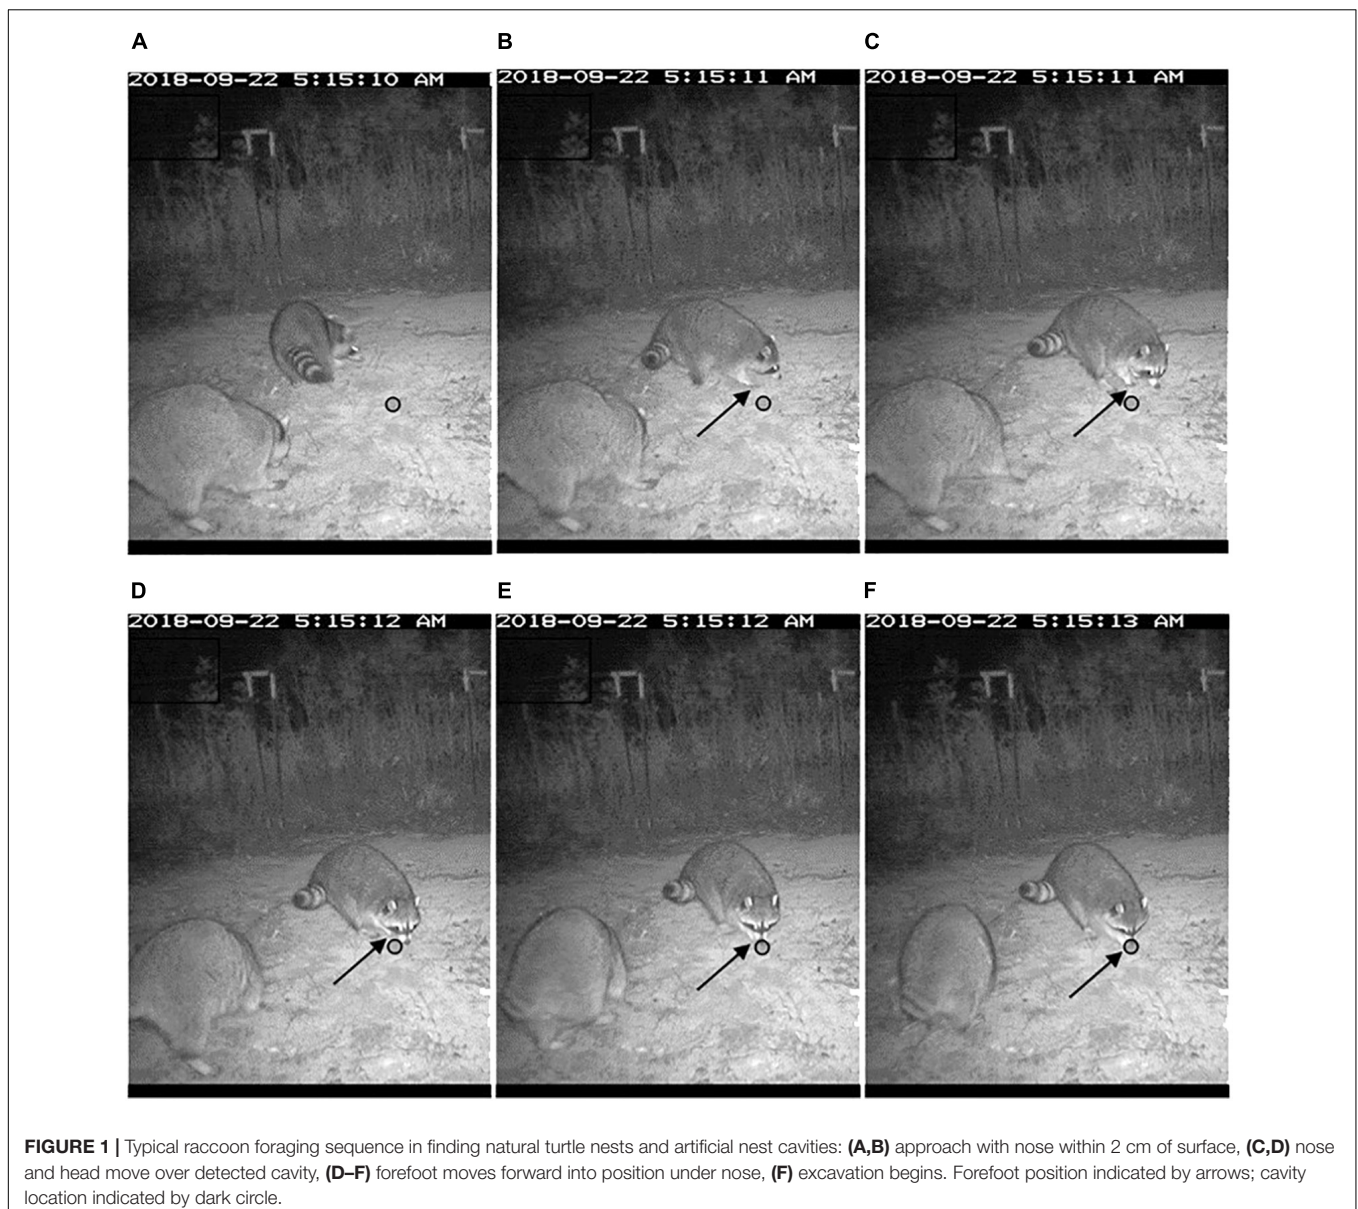 A
B
C
2018-09-22 5:15:10 AM
2018-09-22 5:15:11 AM
2018-09-22 5:15:11 AM
D
E
F
2018-09-22 5:15:12 AM
2018-09-22 5:15:12 AM
2018-09-22 5:15:13 AM
FIGURE 1 | Typical raccoon foraging sequence in finding natural turtle nests and artificial nest cavities: (A,B) approach with nose within 2 cm of surface, (C,D) nose
and head move over detected cavity, (D–F) forefoot moves forward into position under nose, (F) excavation begins. Forefoot position indicated by arrows; cavity
location indicated by dark circle.